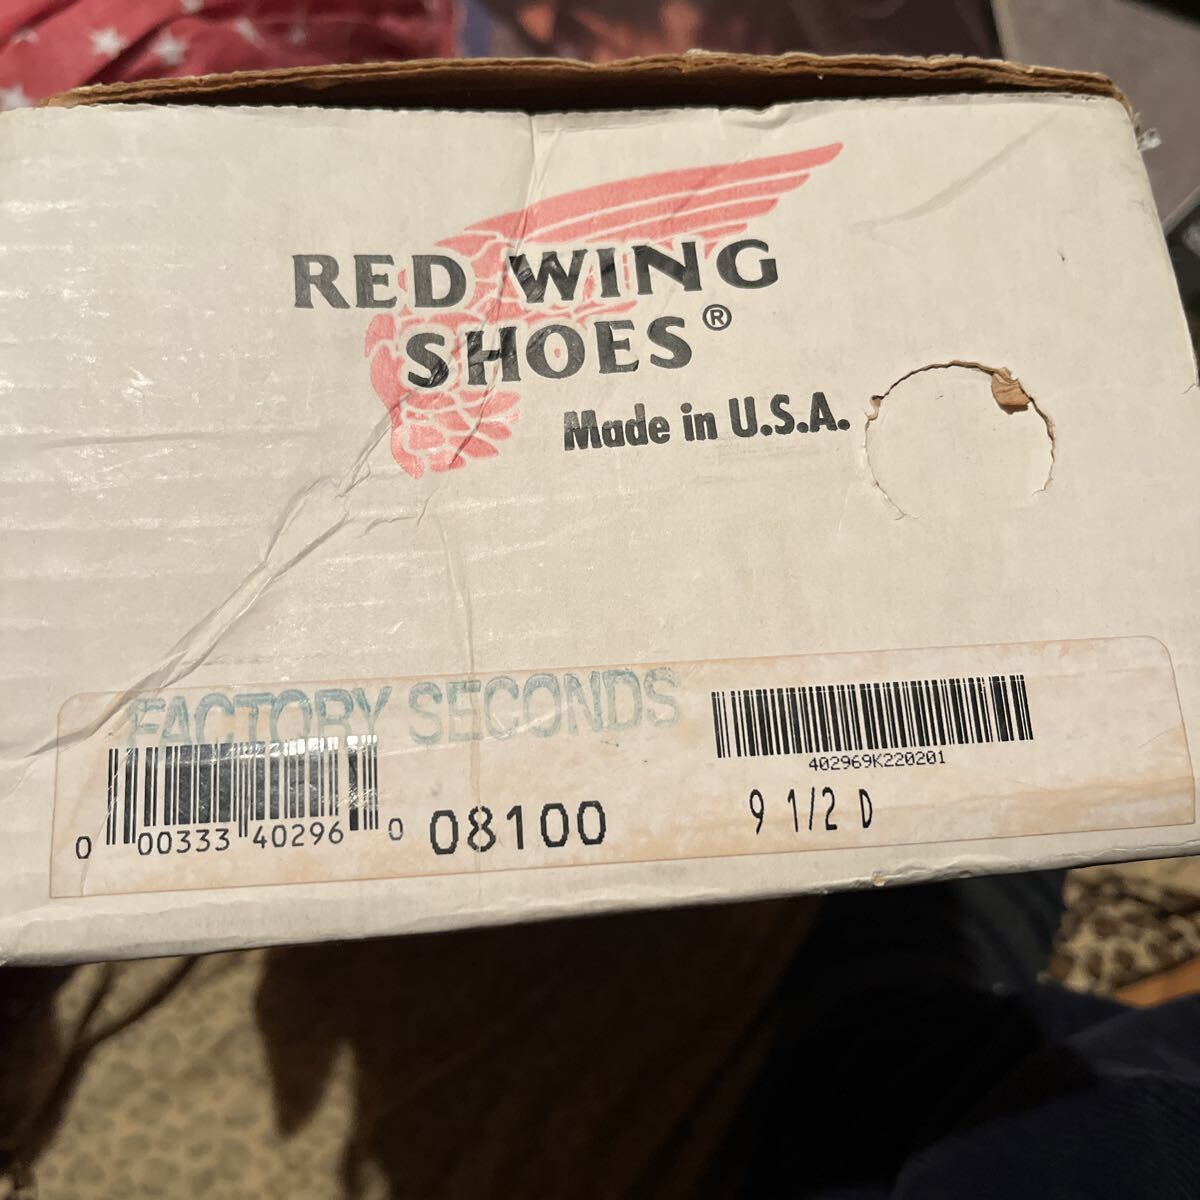 RED WING
SHOES®
Made in U.S.A.
FACTORY SECONDS
402969K220201
0 00333 40296 0
08100
9 1/2 D